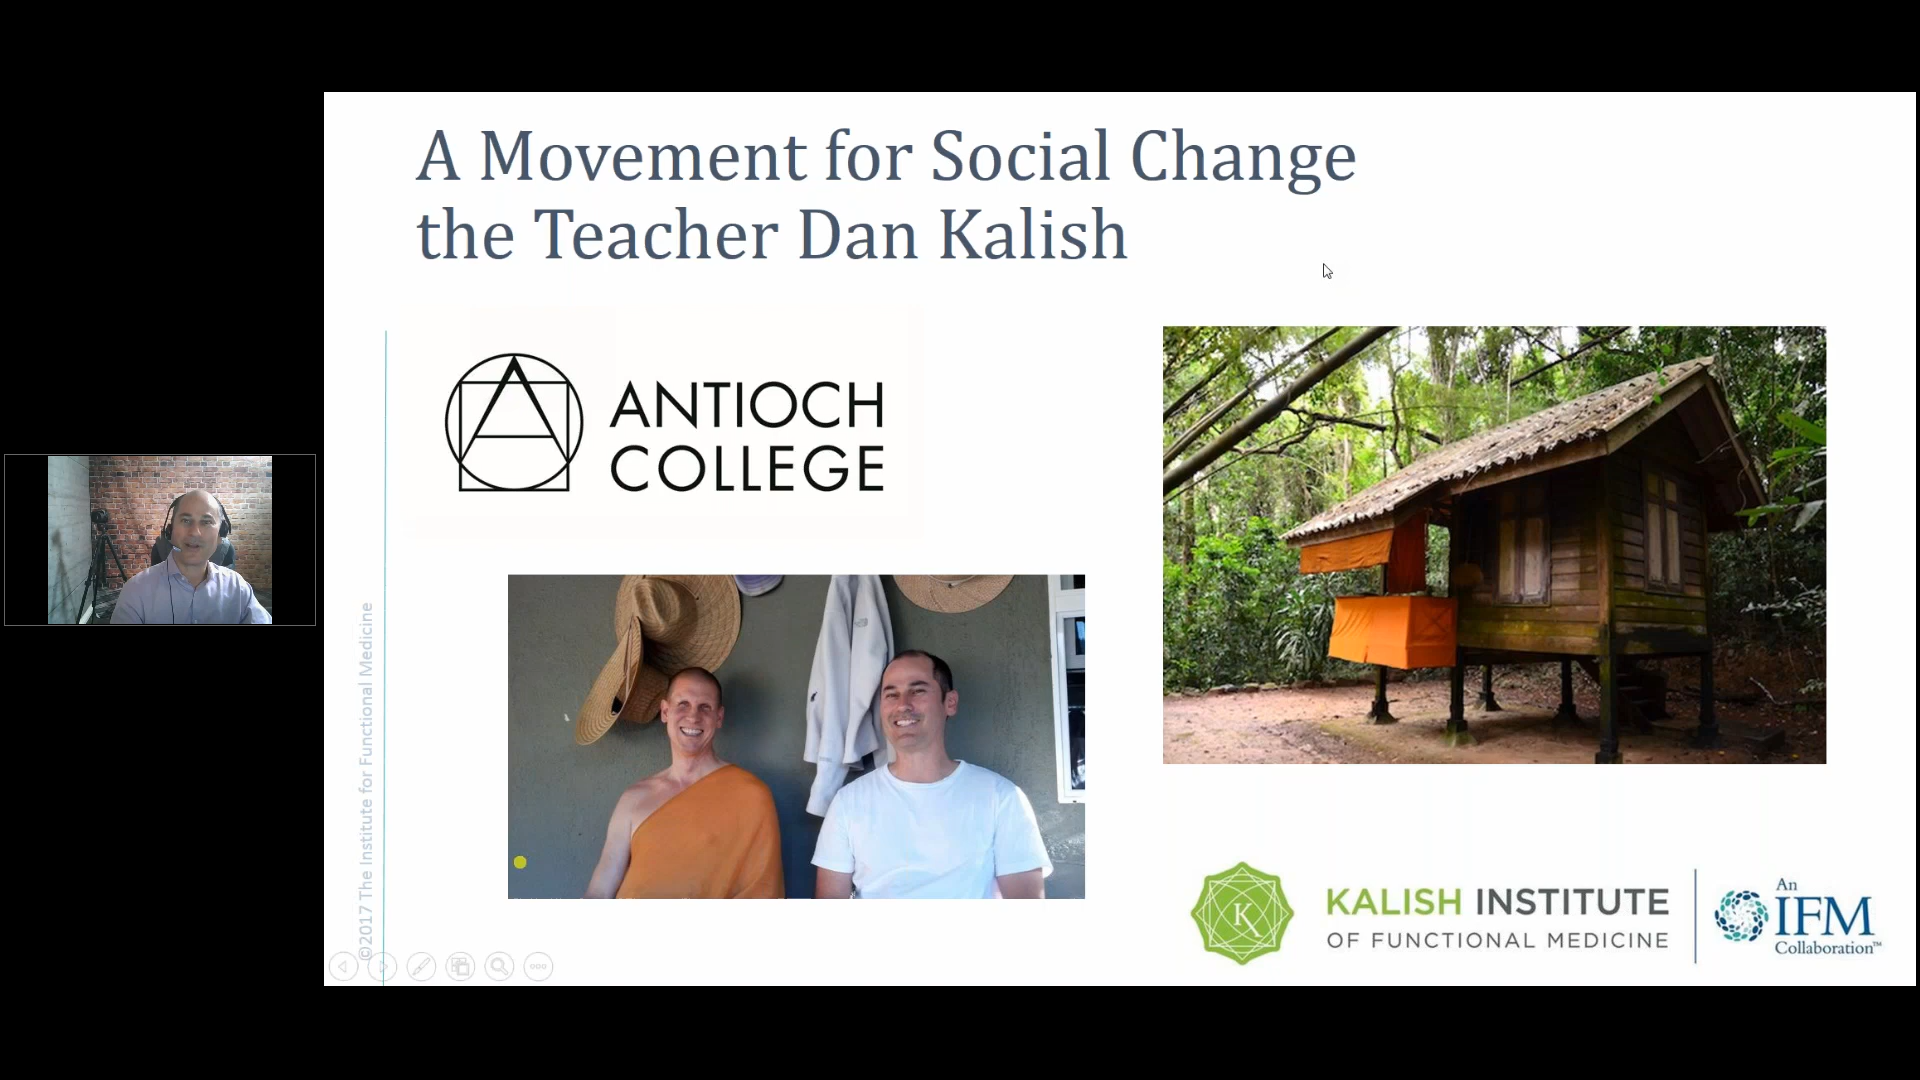 A Movement for Social Change
the Teacher Dan Kalish
ANTIOCH
COLLEGE
©2017 The Institute for Functional Medicine
K
KALISH INSTITUTE
OF FUNCTIONAL MEDICINE
An
IFM
Collaboration™